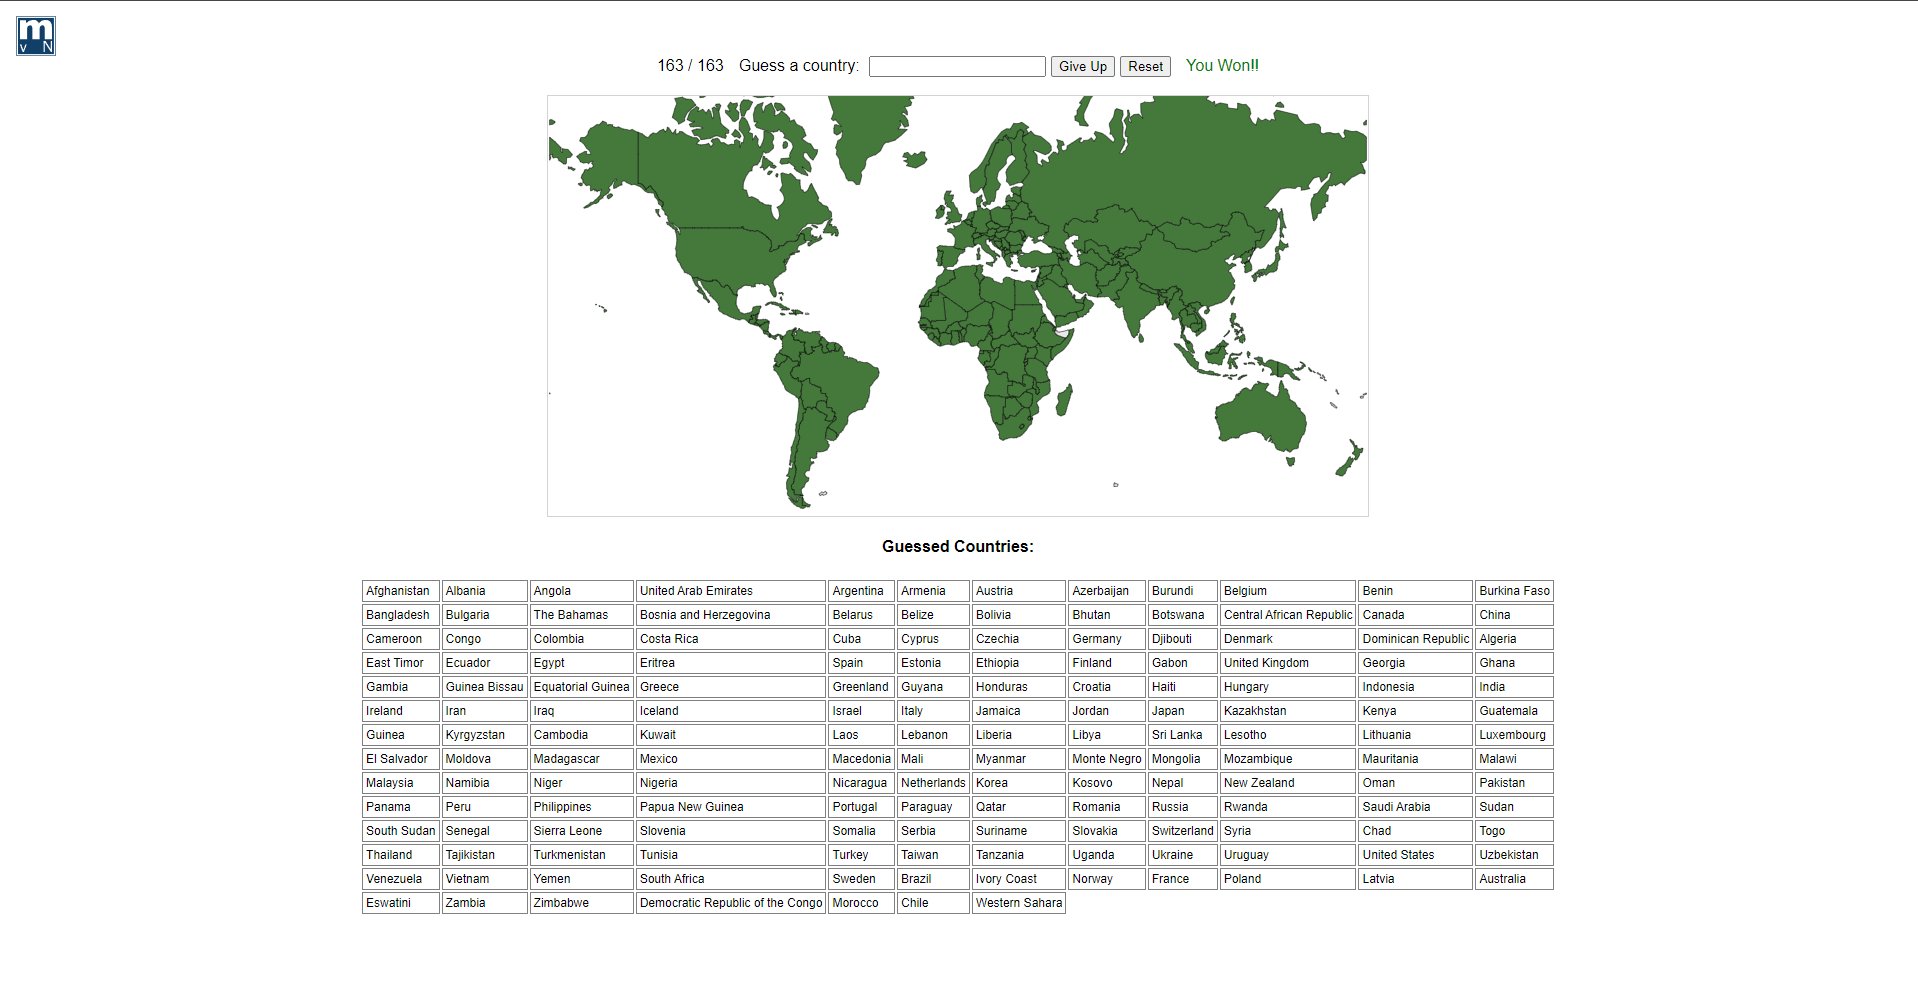 m
v N
163 / 163 Guess a country: Give Up Reset You Won!!
Guessed Countries:
Afghanistan Albania Angola United Arab Emirates Argentina Armenia Austria Azerbaijan Burundi Belgium Benin Burkina Faso
Bangladesh Bulgaria The Bahamas Bosnia and Herzegovina Belarus Belize Bolivia Bhutan Botswana Central African Republic Canada China
Cameroon Congo Colombia Costa Rica Cuba Cyprus Czechia Germany Djibouti Denmark Dominican Republic Algeria
East Timor Ecuador Egypt Eritrea Spain Estonia Ethiopia Finland Gabon United Kingdom Georgia Ghana
Gambia Guinea Bissau Equatorial Guinea Greece Greenland Guyana Honduras Croatia Haiti Hungary Indonesia India
Ireland Iran Iraq Iceland Israel Italy Jamaica Jordan Japan Kazakhstan Kenya Guatemala
Guinea Kyrgyzstan Cambodia Kuwait Laos Lebanon Liberia Libya Sri Lanka Lesotho Lithuania Luxembourg
El Salvador Moldova Madagascar Mexico Macedonia Mali Myanmar Monte Negro Mongolia Mozambique Mauritania Malawi
Malaysia Namibia Niger Nigeria Nicaragua Netherlands Korea Kosovo Nepal New Zealand Oman Pakistan
Panama Peru Philippines Papua New Guinea Portugal Paraguay Qatar Romania Russia Rwanda Saudi Arabia Sudan
South Sudan Senegal Sierra Leone Slovenia Somalia Serbia Suriname Slovakia Switzerland Syria Chad Togo
Thailand Tajikistan Turkmenistan Tunisia Turkey Taiwan Tanzania Uganda Ukraine Uruguay United States Uzbekistan
Venezuela Vietnam Yemen South Africa Sweden Brazil Ivory Coast Norway France Poland Latvia Australia
Eswatini Zambia Zimbabwe Democratic Republic of the Congo Morocco Chile Western Sahara